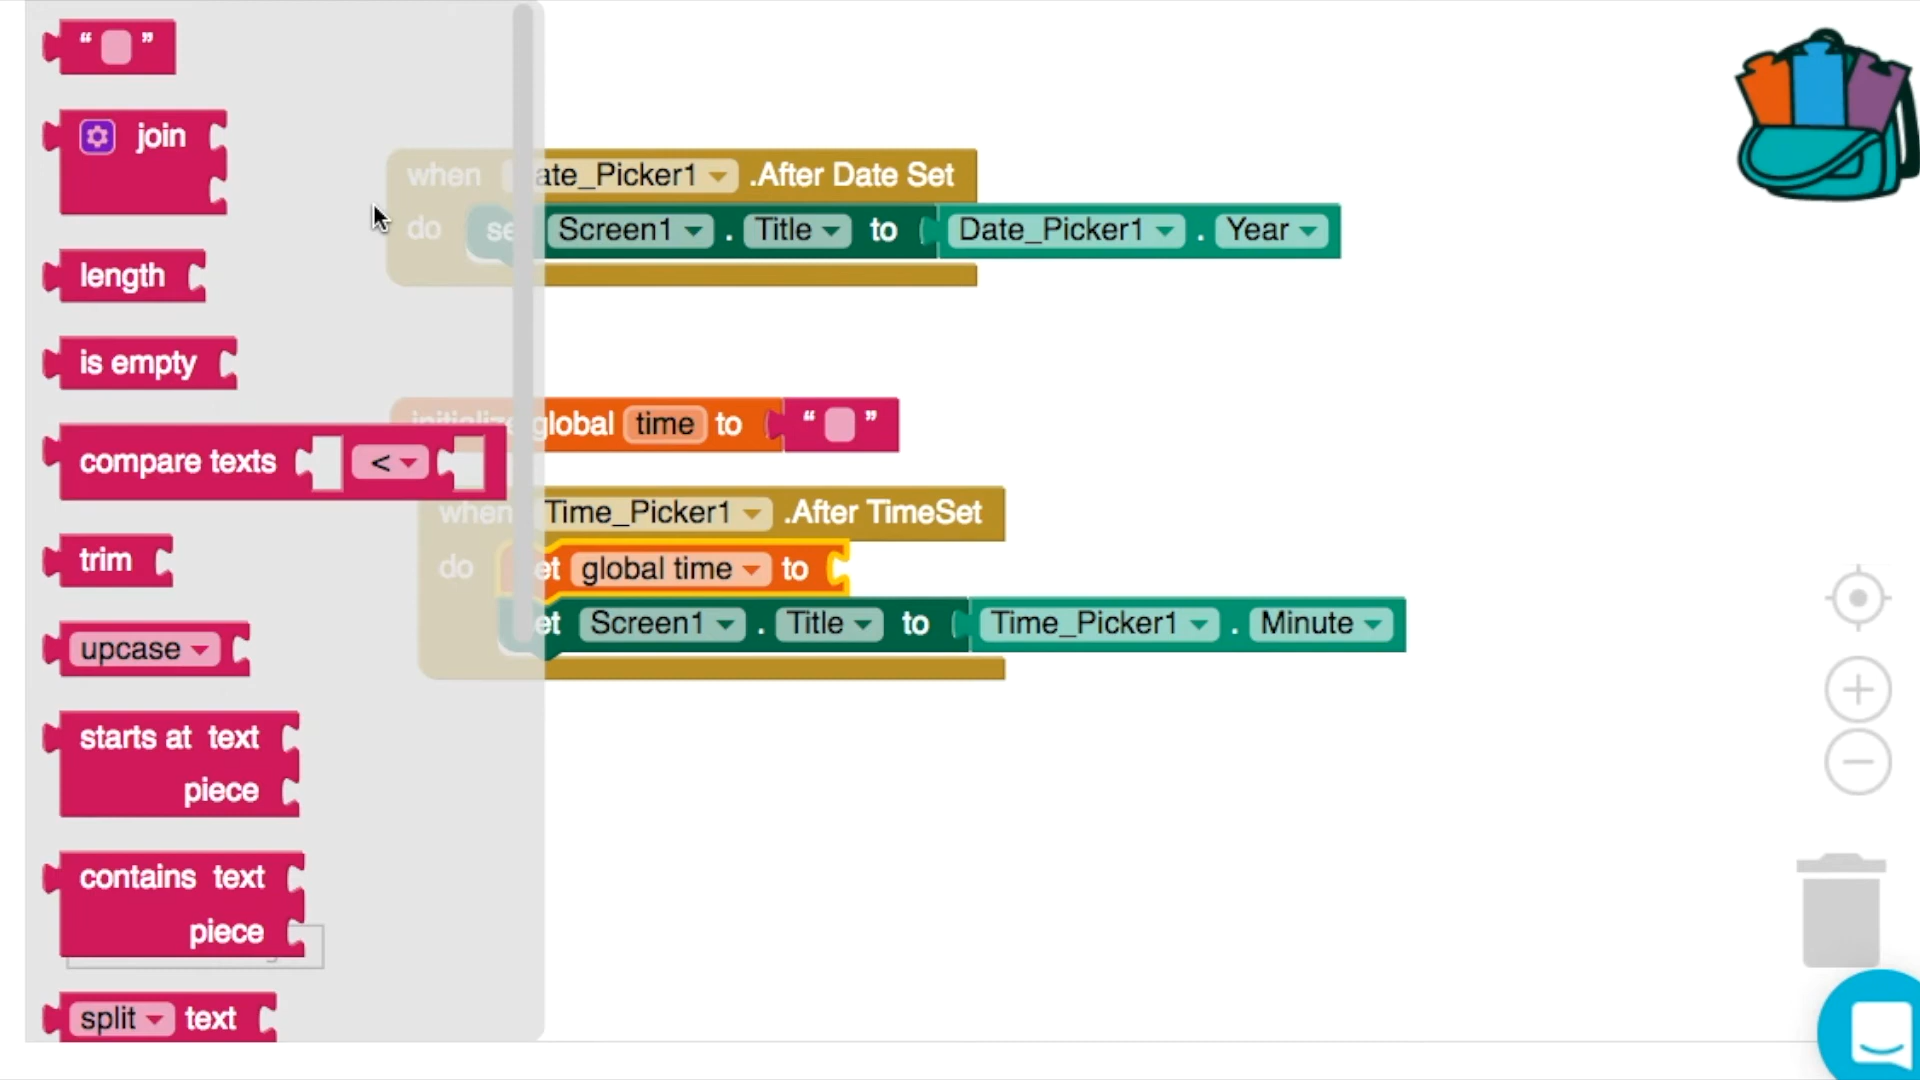 “ ”
join
length
is empty
compare texts <
trim
upcase
starts at text
piece
contains text
piece
split text
when ate_Picker1 .After Date Set
do se Screen1 . Title to Date_Picker1 . Year
initialize global time to “ ”
when Time_Picker1 .After TimeSet
do et global time to
et Screen1 . Title to Time_Picker1 . Minute